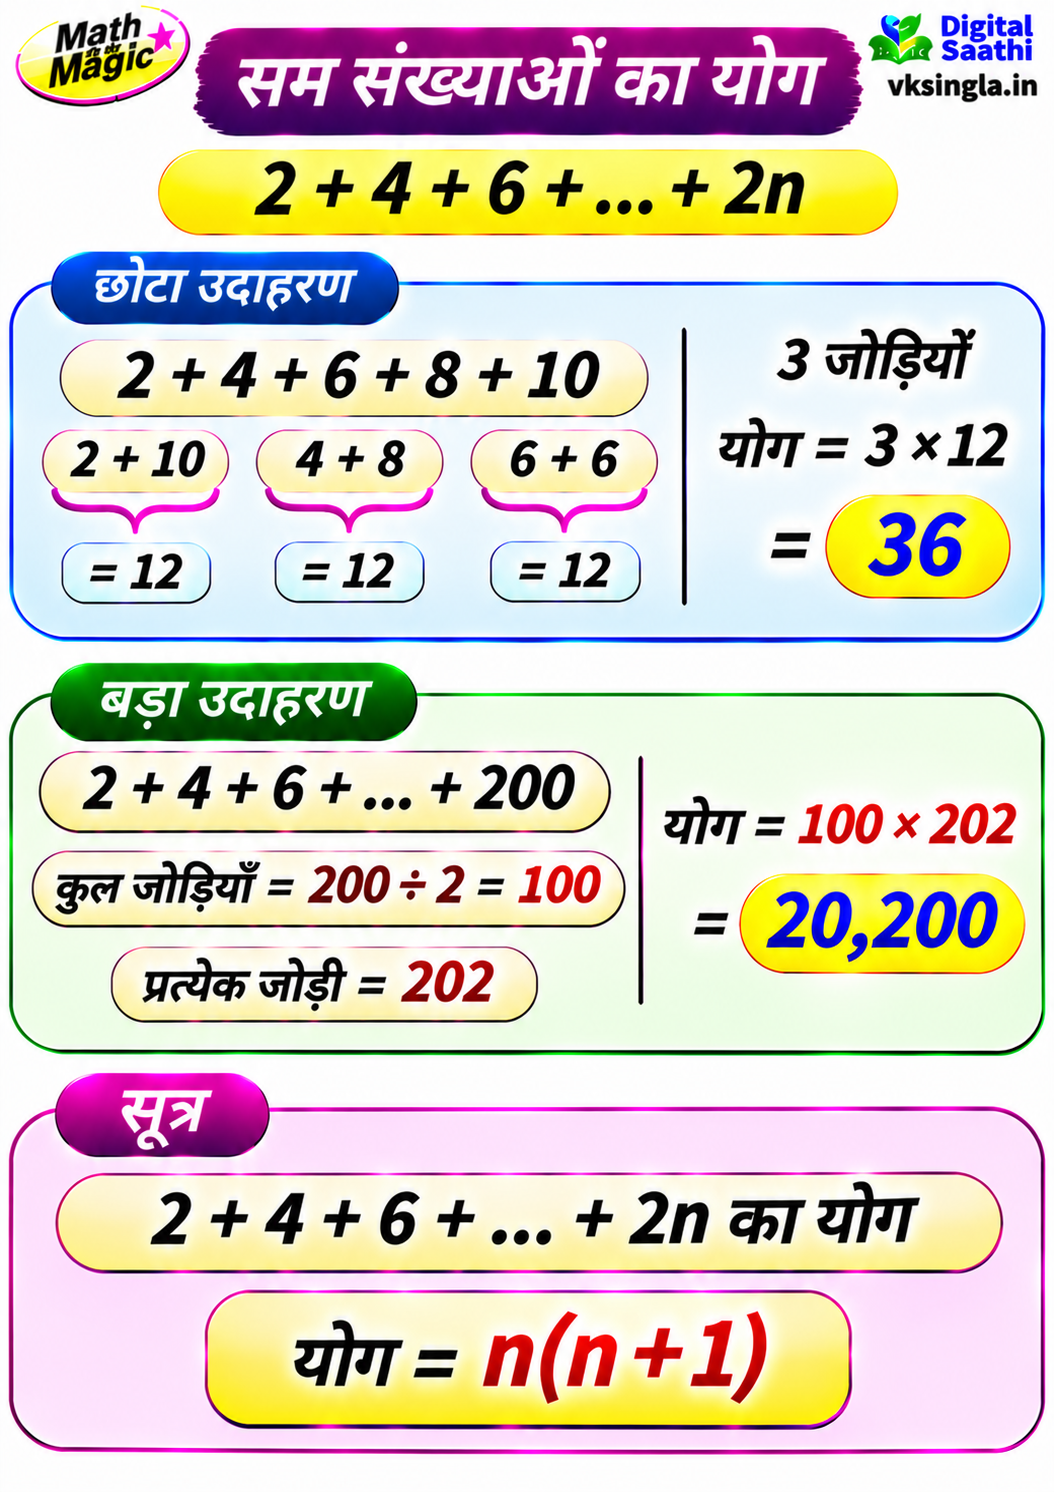 Math
Magic
सम संख्याओं का योग
Digital
Saathi
vksingla.in
2 + 4 + 6 + ... + 2n
छोटा उदाहरण
2 + 4 + 6 + 8 + 10
2 + 10
4 + 8
6 + 6
= 12
= 12
= 12
3 जोड़ियों
योग = 3 × 12
= 36
बड़ा उदाहरण
2 + 4 + 6 + ... + 200
कुल जोड़ियाँ = 200 ÷ 2 = 100
प्रत्येक जोड़ी = 202
योग = 100 × 202
= 20,200
सूत्र
2 + 4 + 6 + ... + 2n का योग
योग = n(n + 1)